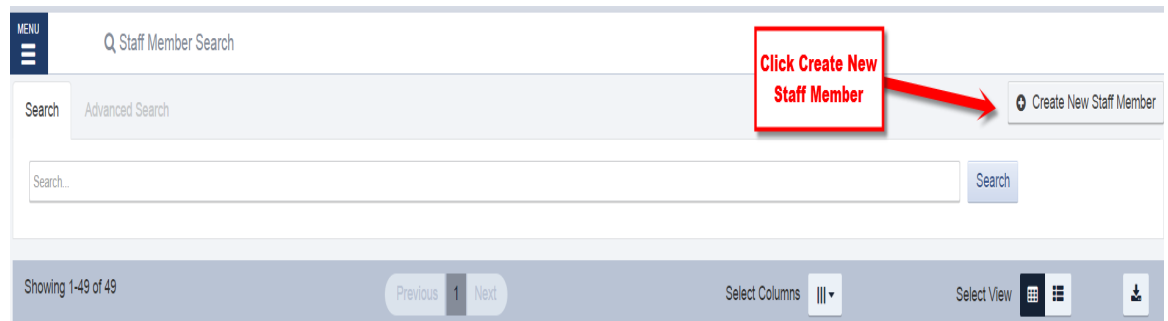 MENU
Staff Member Search
Click Create New
Staff Member
Search
Advanced Search
Create New Staff Member
Search...
Search
Showing 1-49 of 49
Previous 1 Next
Select Columns
Select View